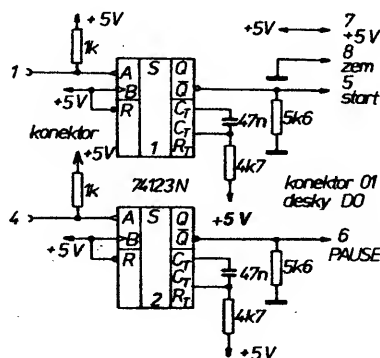 +5V
1k
7
+5V
+5V
8
zem
1
A
S
Q
B
Q
+5V
R
C_T
C_T
R_T
1
5
start
47n
5k6
4k7
konektor
+5V
+5V
1k
74123N
konektor 01
desky DO
4
A
S
Q
B
Q
+5V
R
C_T
C_T
R_T
2
6
PAUSE
47n
5k6
4k7
+5V